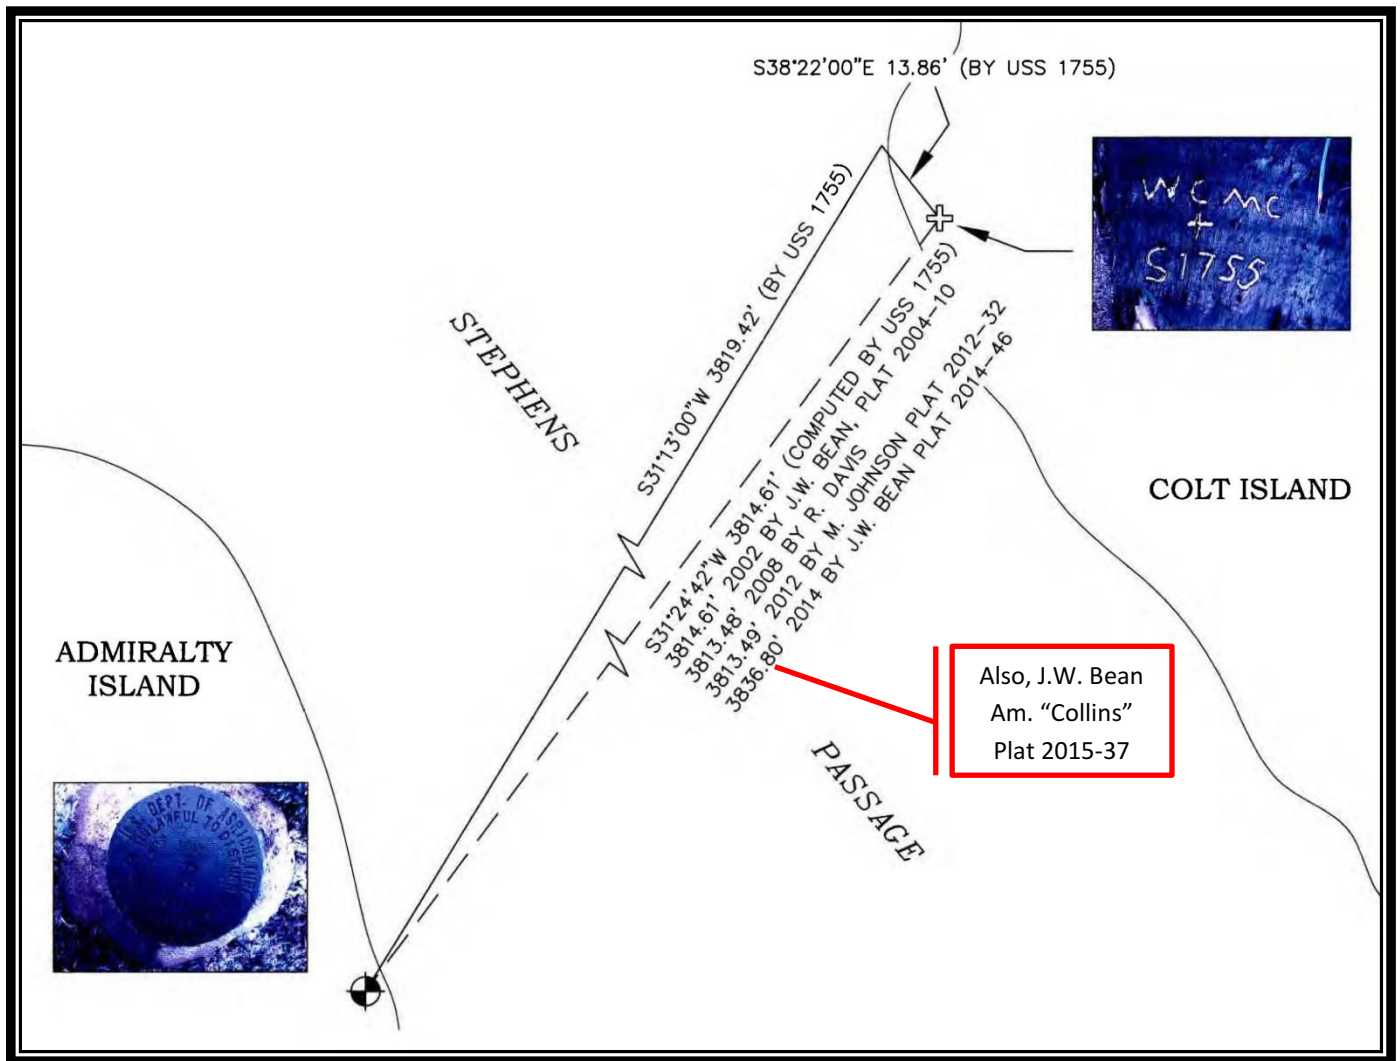 S38°22'00"E 13.86' (BY USS 1755)
WCMC
+
S1755
S31°13'00"W 3819.42' (BY USS 1755)
STEPHENS
S31°24'42"W 3814.61' (COMPUTED BY USS 1755)
3814.61' 2002 BY J.W. BEAN, PLAT 2004-10
3813.48' 2008 BY R. DAVIS
3813.49' 2012 BY M. JOHNSON PLAT 2012-32
3836.80' 2014 BY J.W. BEAN PLAT 2014-46
COLT ISLAND
ADMIRALTY
ISLAND
Also, J.W. Bean
Am. “Collins”
Plat 2015-37
PASSAGE
DEPT. OF AGRICULTURE
UNLAWFUL TO DISTURB